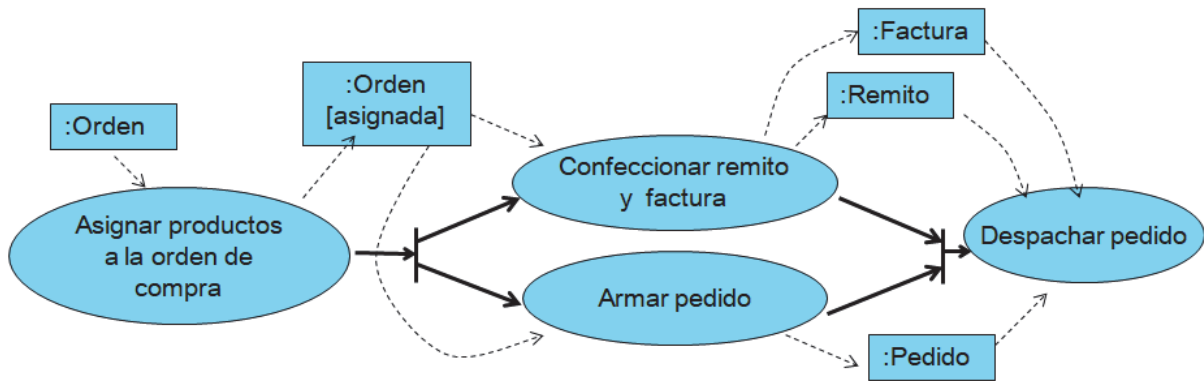 :Orden
Asignar productos
a la orden de
compra
:Orden
[asignada]
Confeccionar remito
y factura
Armar pedido
:Factura
:Remito
:Pedido
Despachar pedido